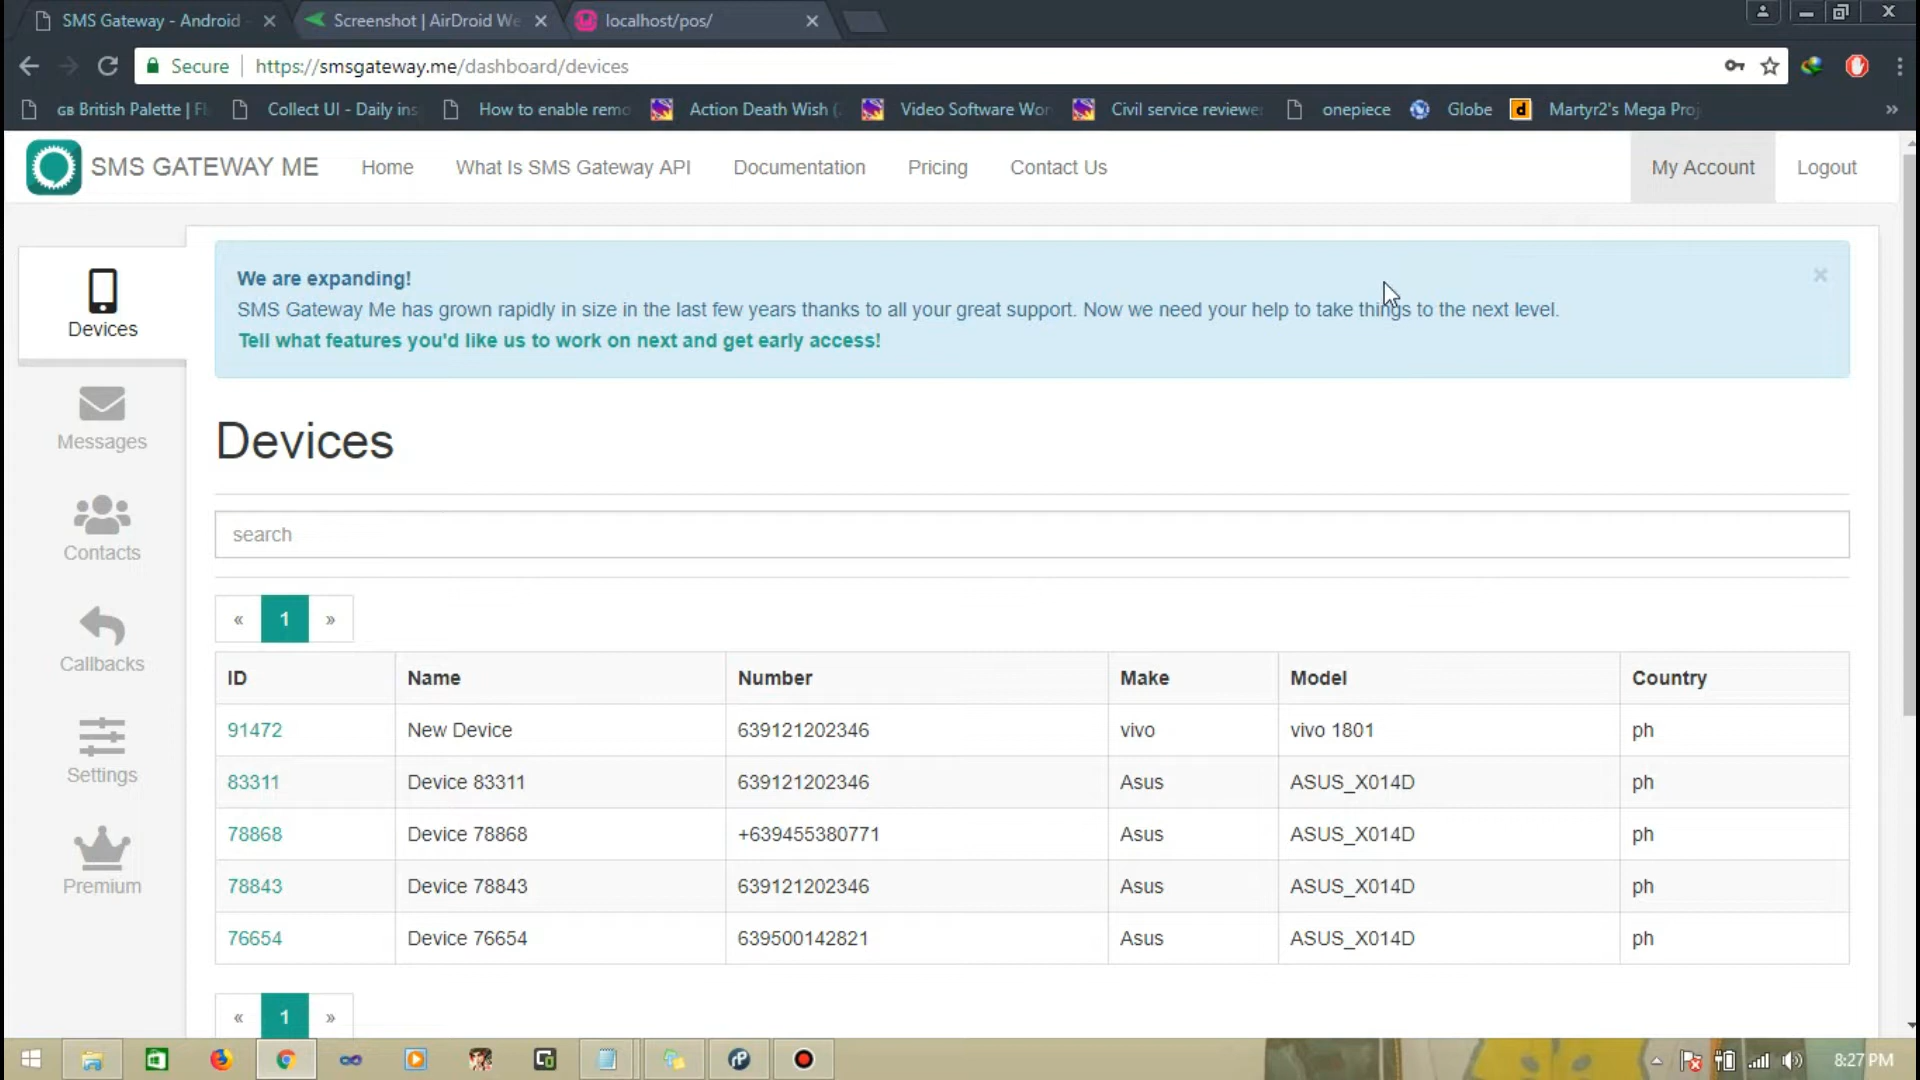 SMS Gateway - Android
Screenshot | AirDroid We
localhost/pos/
Secure
https://smsgateway.me/dashboard/devices
GB British Palette | Fl
Collect UI - Daily ins
How to enable remo
Action Death Wish (
Video Software Wor
Civil service reviewer
onepiece
Globe
d
Martyr2's Mega Proj
»
SMS GATEWAY ME
Home
What Is SMS Gateway API
Documentation
Pricing
Contact Us
My Account
Logout
Devices
Messages
Contacts
Callbacks
Settings
Premium
We are expanding!
×
SMS Gateway Me has grown rapidly in size in the last few years thanks to all your great support. Now we need your help to take things to the next level.
Tell what features you'd like us to work on next and get early access!
Devices
search
« 1 »
ID Name Number Make Model Country
91472 New Device 639121202346 vivo vivo 1801 ph
83311 Device 83311 639121202346 Asus ASUS_X014D ph
78868 Device 78868 +639455380771 Asus ASUS_X014D ph
78843 Device 78843 639121202346 Asus ASUS_X014D ph
76654 Device 76654 639500142821 Asus ASUS_X014D ph
« 1 »
8:27 PM